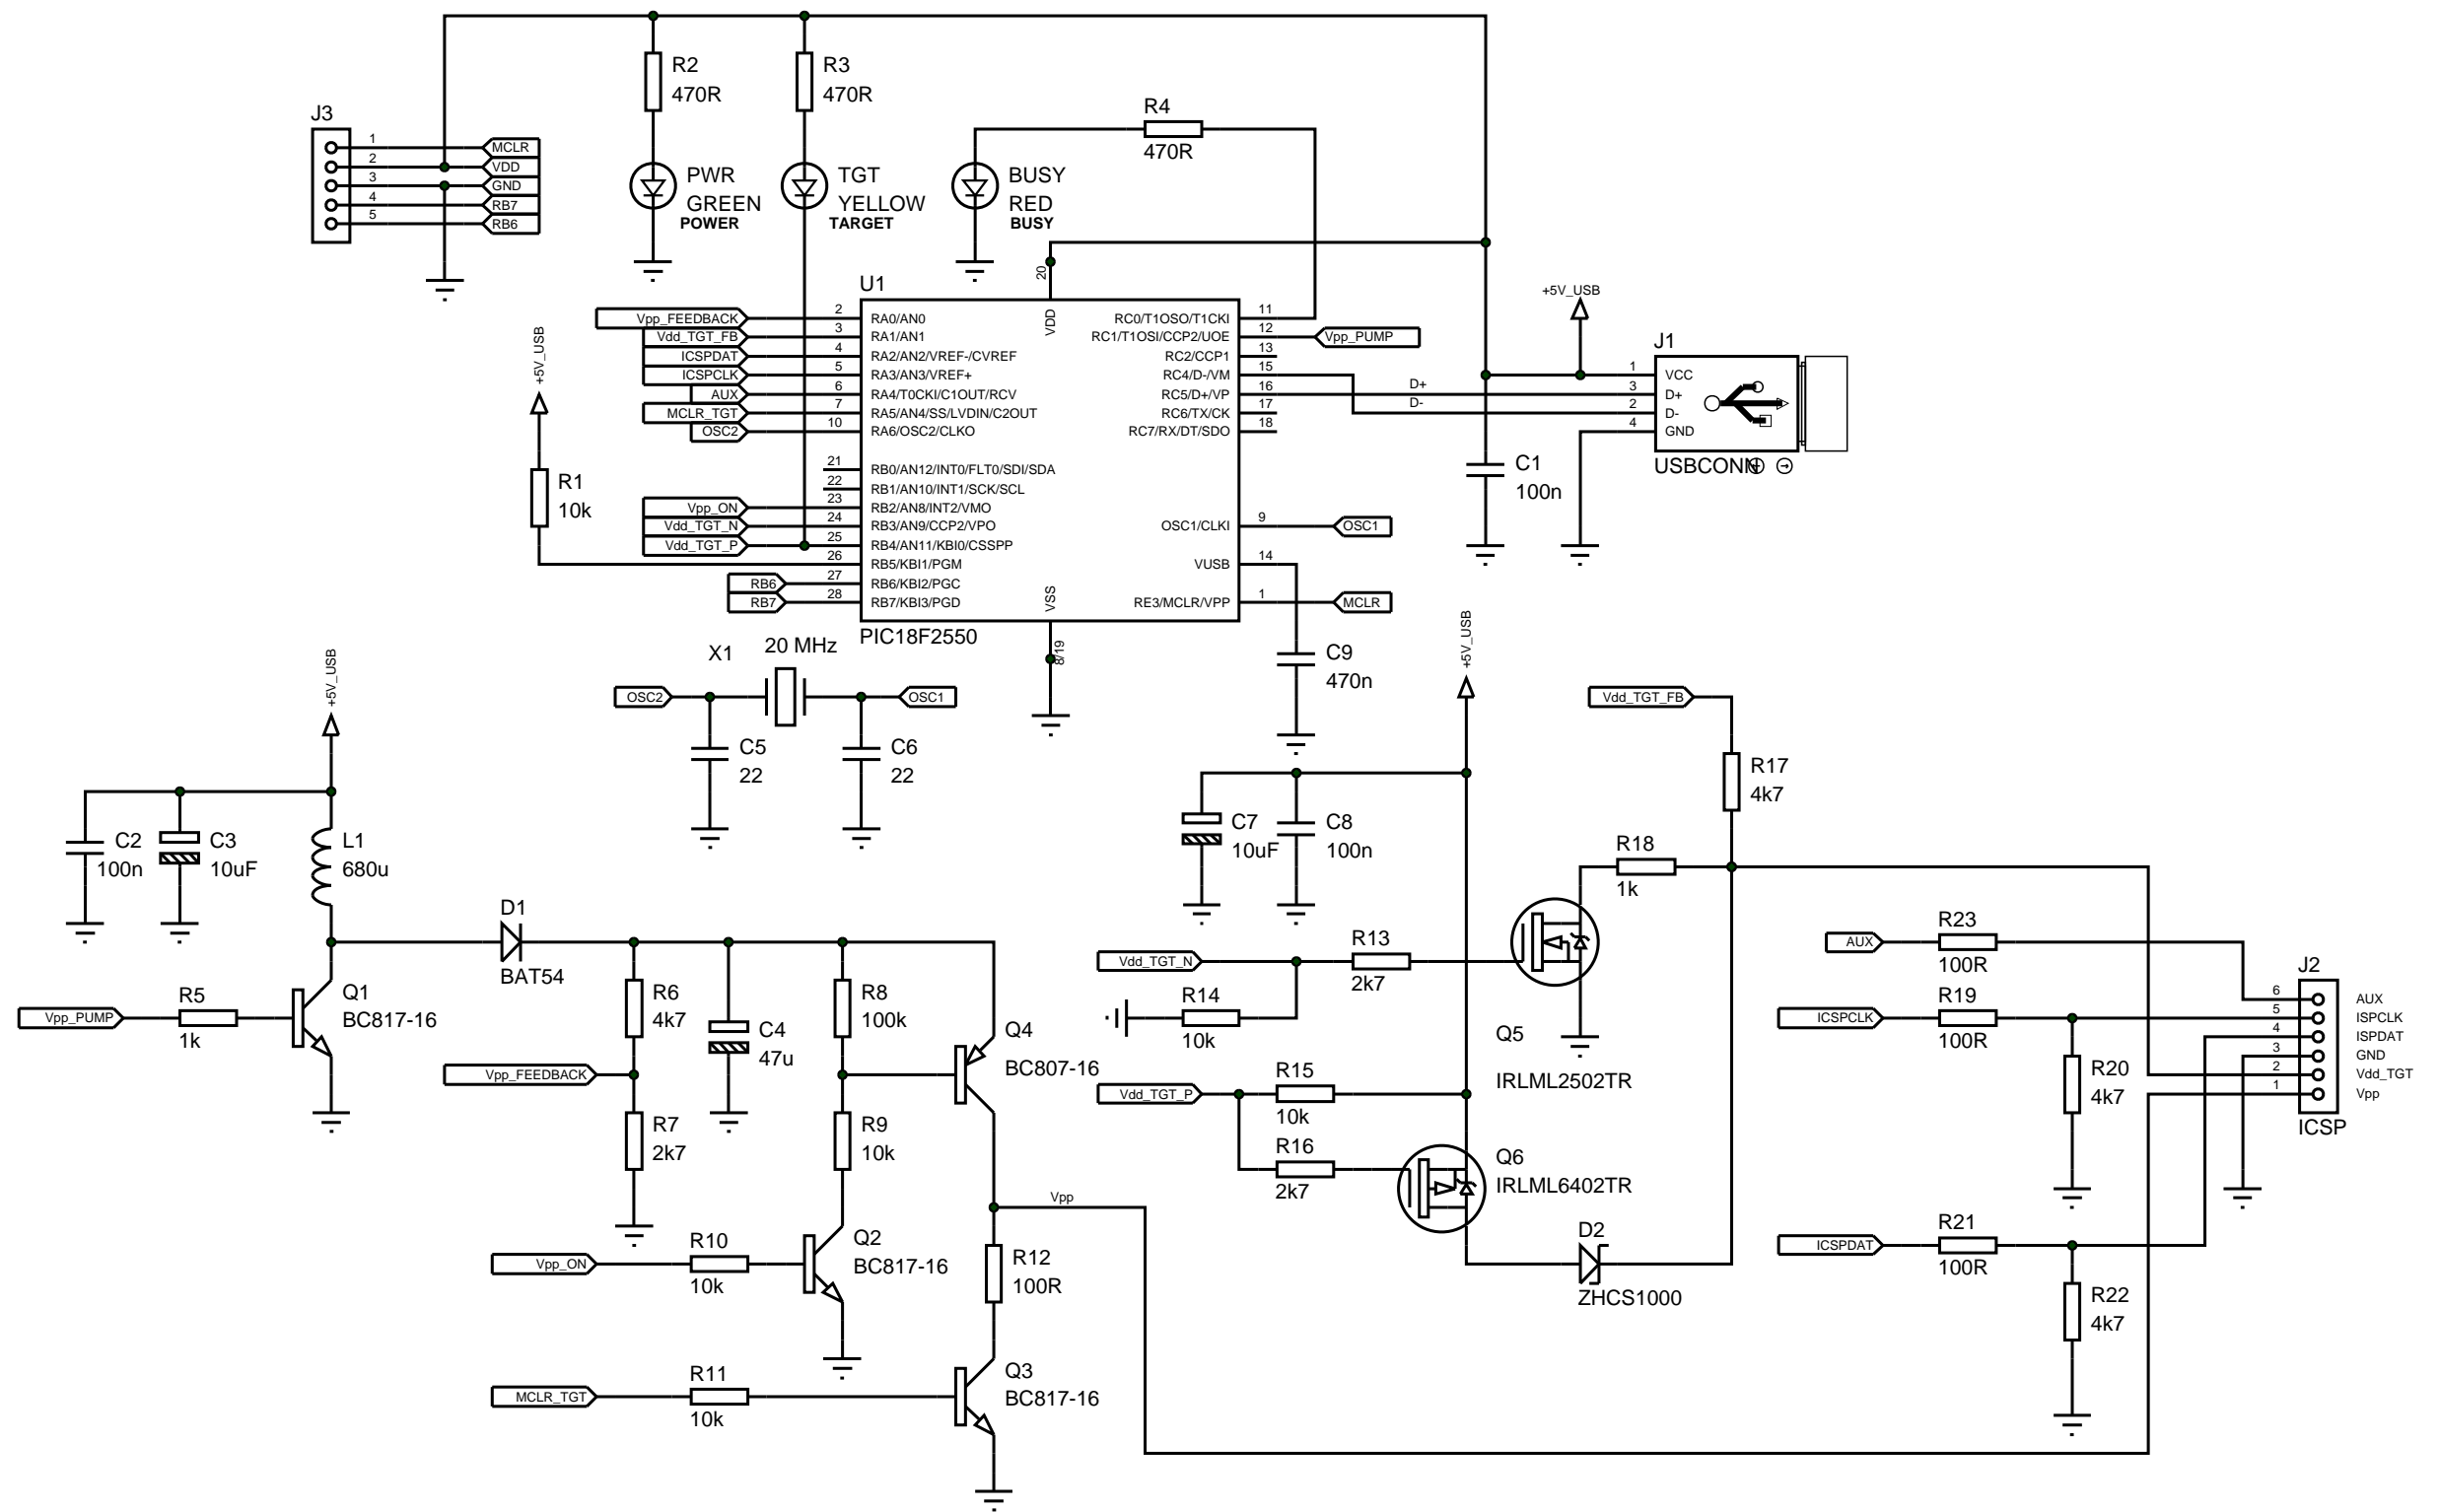 R2
470R
R3
470R
R4
470R
J3
1
2
3
4
5
MCLR
VDD
GND
RB7
RB6
PWR
GREEN
POWER
TGT
YELLOW
TARGET
BUSY
RED
BUSY
U1
20
VDD
Vpp_FEEDBACK
2
RA0/AN0
Vdd_TGT_FB
3
RA1/AN1
ICSPDAT
4
RA2/AN2/VREF-/CVREF
ICSPCLK
5
RA3/AN3/VREF+
AUX
6
RA4/T0CKI/C1OUT/RCV
MCLR_TGT
7
RA5/AN4/SS/LVDIN/C2OUT
OSC2
10
RA6/OSC2/CLKO
21
RB0/AN12/INT0/FLT0/SDI/SDA
22
RB1/AN10/INT1/SCK/SCL
Vpp_ON
23
RB2/AN8/INT2/VMO
Vdd_TGT_N
24
RB3/AN9/CCP2/VPO
Vdd_TGT_P
25
RB4/AN11/KBI0/CSSPP
26
RB5/KBI1/PGM
RB6
27
RB6/KBI2/PGC
RB7
28
RB7/KBI3/PGD
RC0/T1OSO/T1CKI
11
RC1/T1OSI/CCP2/UOE
12
Vpp_PUMP
RC2/CCP1
13
RC4/D-/VM
15
RC5/D+/VP
16
RC6/TX/CK
17
RC7/RX/DT/SDO
18
OSC1/CLKI
9
OSC1
VUSB
14
RE3/MCLR/VPP
1
MCLR
VSS
8/19
PIC18F2550
+5V_USB
R1
10k
D+
D-
+5V_USB
J1
1
3
2
4
VCC
D+
D-
GND
USBCONN
C1
100n
C9
470n
X1
20 MHz
OSC2
OSC1
C5
22
C6
22
+5V_USB
C2
100n
C3
10uF
L1
680u
D1
BAT54
Vpp_PUMP
R5
1k
Q1
BC817-16
R6
4k7
C4
47u
R8
100k
Q4
BC807-16
Vpp_FEEDBACK
R7
2k7
R9
10k
Vpp
Vpp_ON
R10
10k
Q2
BC817-16
R12
100R
MCLR_TGT
R11
10k
Q3
BC817-16
+5V_USB
C7
10uF
C8
100n
Vdd_TGT_FB
R17
4k7
R18
1k
Vdd_TGT_N
R13
2k7
R14
10k
Q5
IRLML2502TR
Vdd_TGT_P
R15
10k
R16
2k7
Q6
IRLML6402TR
D2
ZHCS1000
AUX
R23
100R
ICSPCLK
R19
100R
R20
4k7
ICSPDAT
R21
100R
R22
4k7
J2
6
5
4
3
2
1
AUX
ISPCLK
ISPDAT
GND
Vdd_TGT
Vpp
ICSP